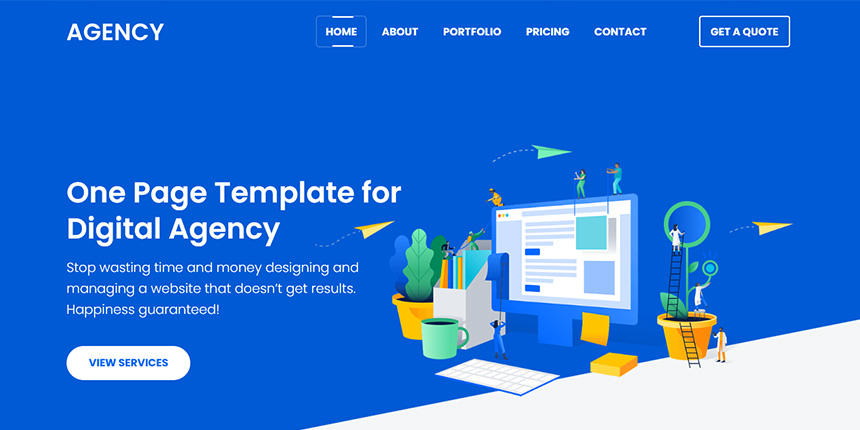 AGENCY
HOME
ABOUT
PORTFOLIO
PRICING
CONTACT
GET A QUOTE
One Page Template for
Digital Agency
Stop wasting time and money designing and
managing a website that doesn’t get results.
Happiness guaranteed!
VIEW SERVICES